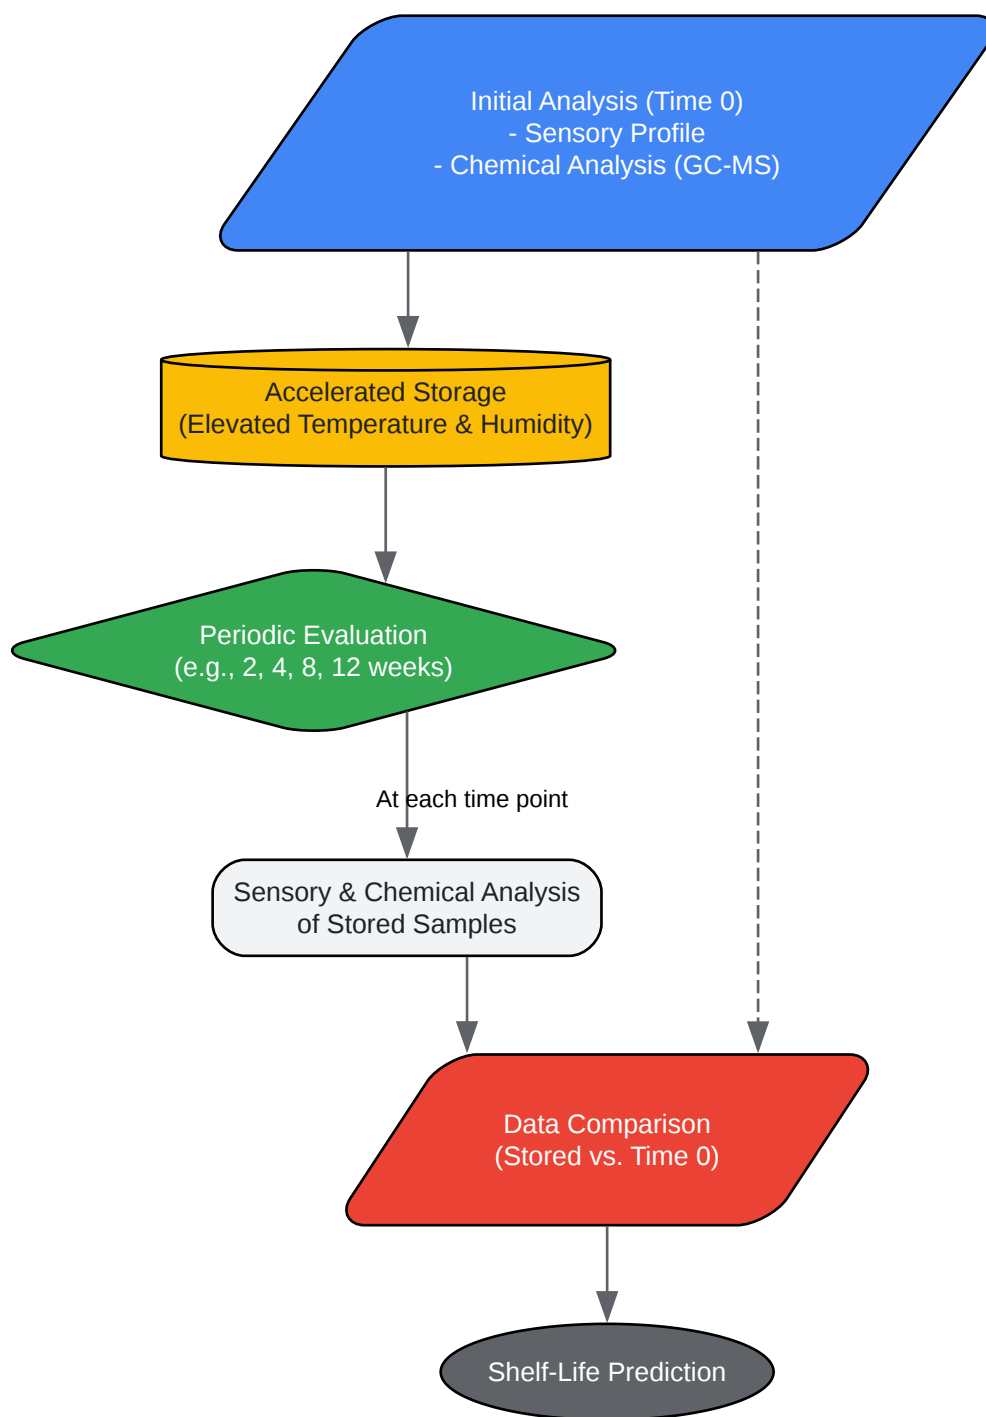 Initial Analysis (Time 0)
- Sensory Profile
- Chemical Analysis (GC-MS)
Accelerated Storage
(Elevated Temperature & Humidity)
Periodic Evaluation
(e.g., 2, 4, 8, 12 weeks)
At each time point
Sensory & Chemical Analysis
of Stored Samples
Data Comparison
(Stored vs. Time 0)
Shelf-Life Prediction